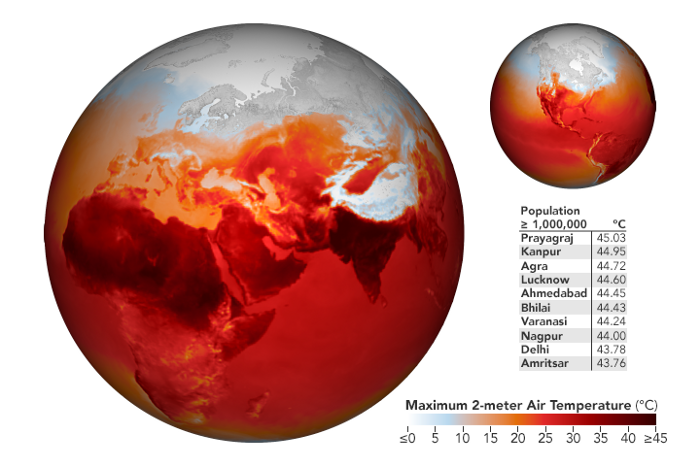 Population
≥ 1,000,000 °C
Prayagraj 45.03
Kanpur 44.95
Agra 44.72
Lucknow 44.60
Ahmedabad 44.45
Bhilai 44.43
Varanasi 44.24
Nagpur 44.00
Delhi 43.78
Amritsar 43.76
Maximum 2-meter Air Temperature (°C)
≤0 5 10 15 20 25 30 35 40 ≥45